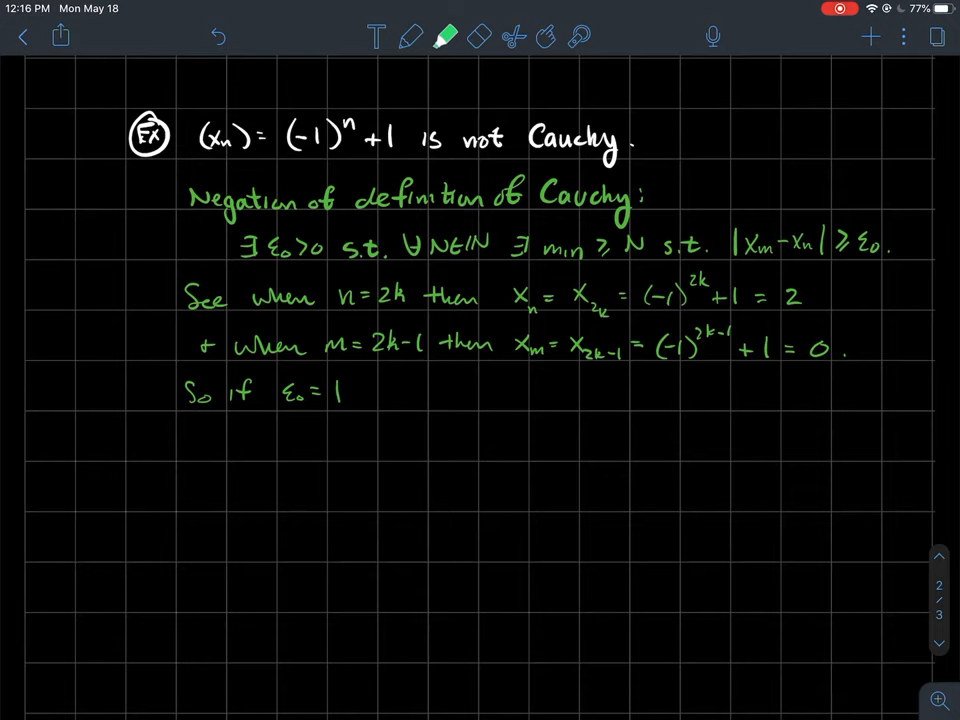 12:16 PM Mon May 18
77%
Ex (xₙ) = (-1)ⁿ + 1 is not Cauchy.
Negation of definition of Cauchy:
∃ ε₀>0 s.t. ∀ N∈ℕ ∃ m,n ≥ N s.t. |xₘ - xₙ| ≥ ε₀.
See when n = 2k then xₙ = x₂ₖ = (-1)²ᵏ + 1 = 2
+ when m = 2k-1 then xₘ = x₂ₖ₋₁ = (-1)²ᵏ⁻¹ + 1 = 0.
So if ε₀ = 1
2
/
3